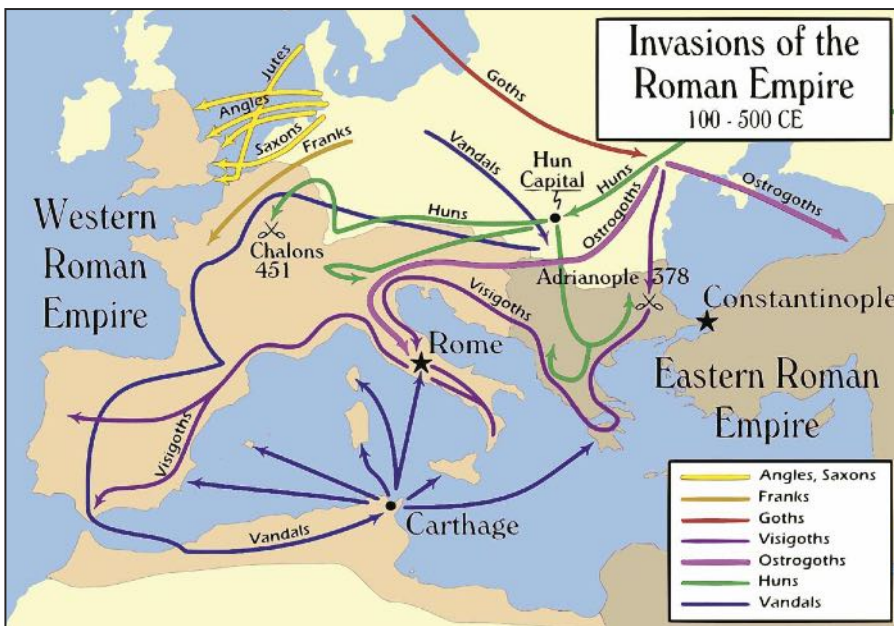 Invasions of the
Roman Empire
100 - 500 CE
Jutes
Angles
Saxons
Franks
Goths
Vandals
Hun
Capital
Huns
Ostrogoths
Ostrogoths
Huns
Western
Roman
Empire
Chalons
451
Adrianople 378
Visigoths
Constantinople
Rome
Eastern Roman
Empire
Visigoths
Vandals
Carthage
Angles, Saxons
Franks
Goths
Visigoths
Ostrogoths
Huns
Vandals